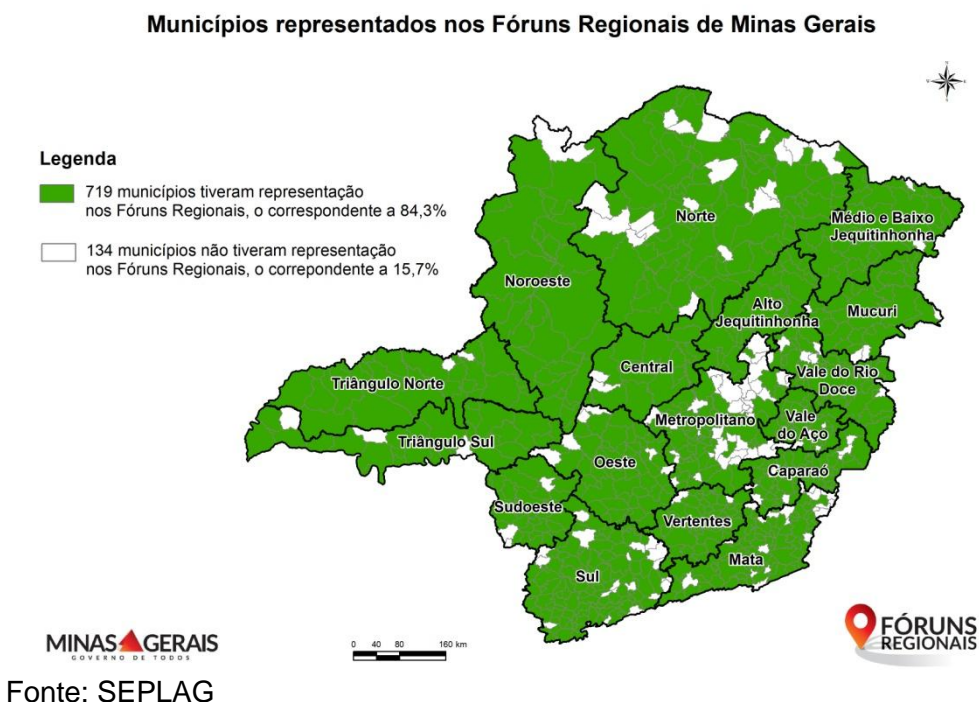 Municípios representados nos Fóruns Regionais de Minas Gerais
Legenda
719 municípios tiveram representação
nos Fóruns Regionais, o correspondente a 84,3%
134 municípios não tiveram representação
nos Fóruns Regionais, o correpondente a 15,7%
Norte
Médio e Baixo
Jequitinhonha
Noroeste
Alto
Jequitinhonha
Mucuri
Central
Vale do Rio
Doce
Triângulo Norte
Metropolitano
Vale
do Aço
Triângulo Sul
Oeste
Caparaó
Sudoeste
Vertentes
Mata
Sul
MINAS GERAIS
GOVERNO DE TODOS
0 40 80 160 km
FÓRUNS
REGIONAIS
Fonte: SEPLAG